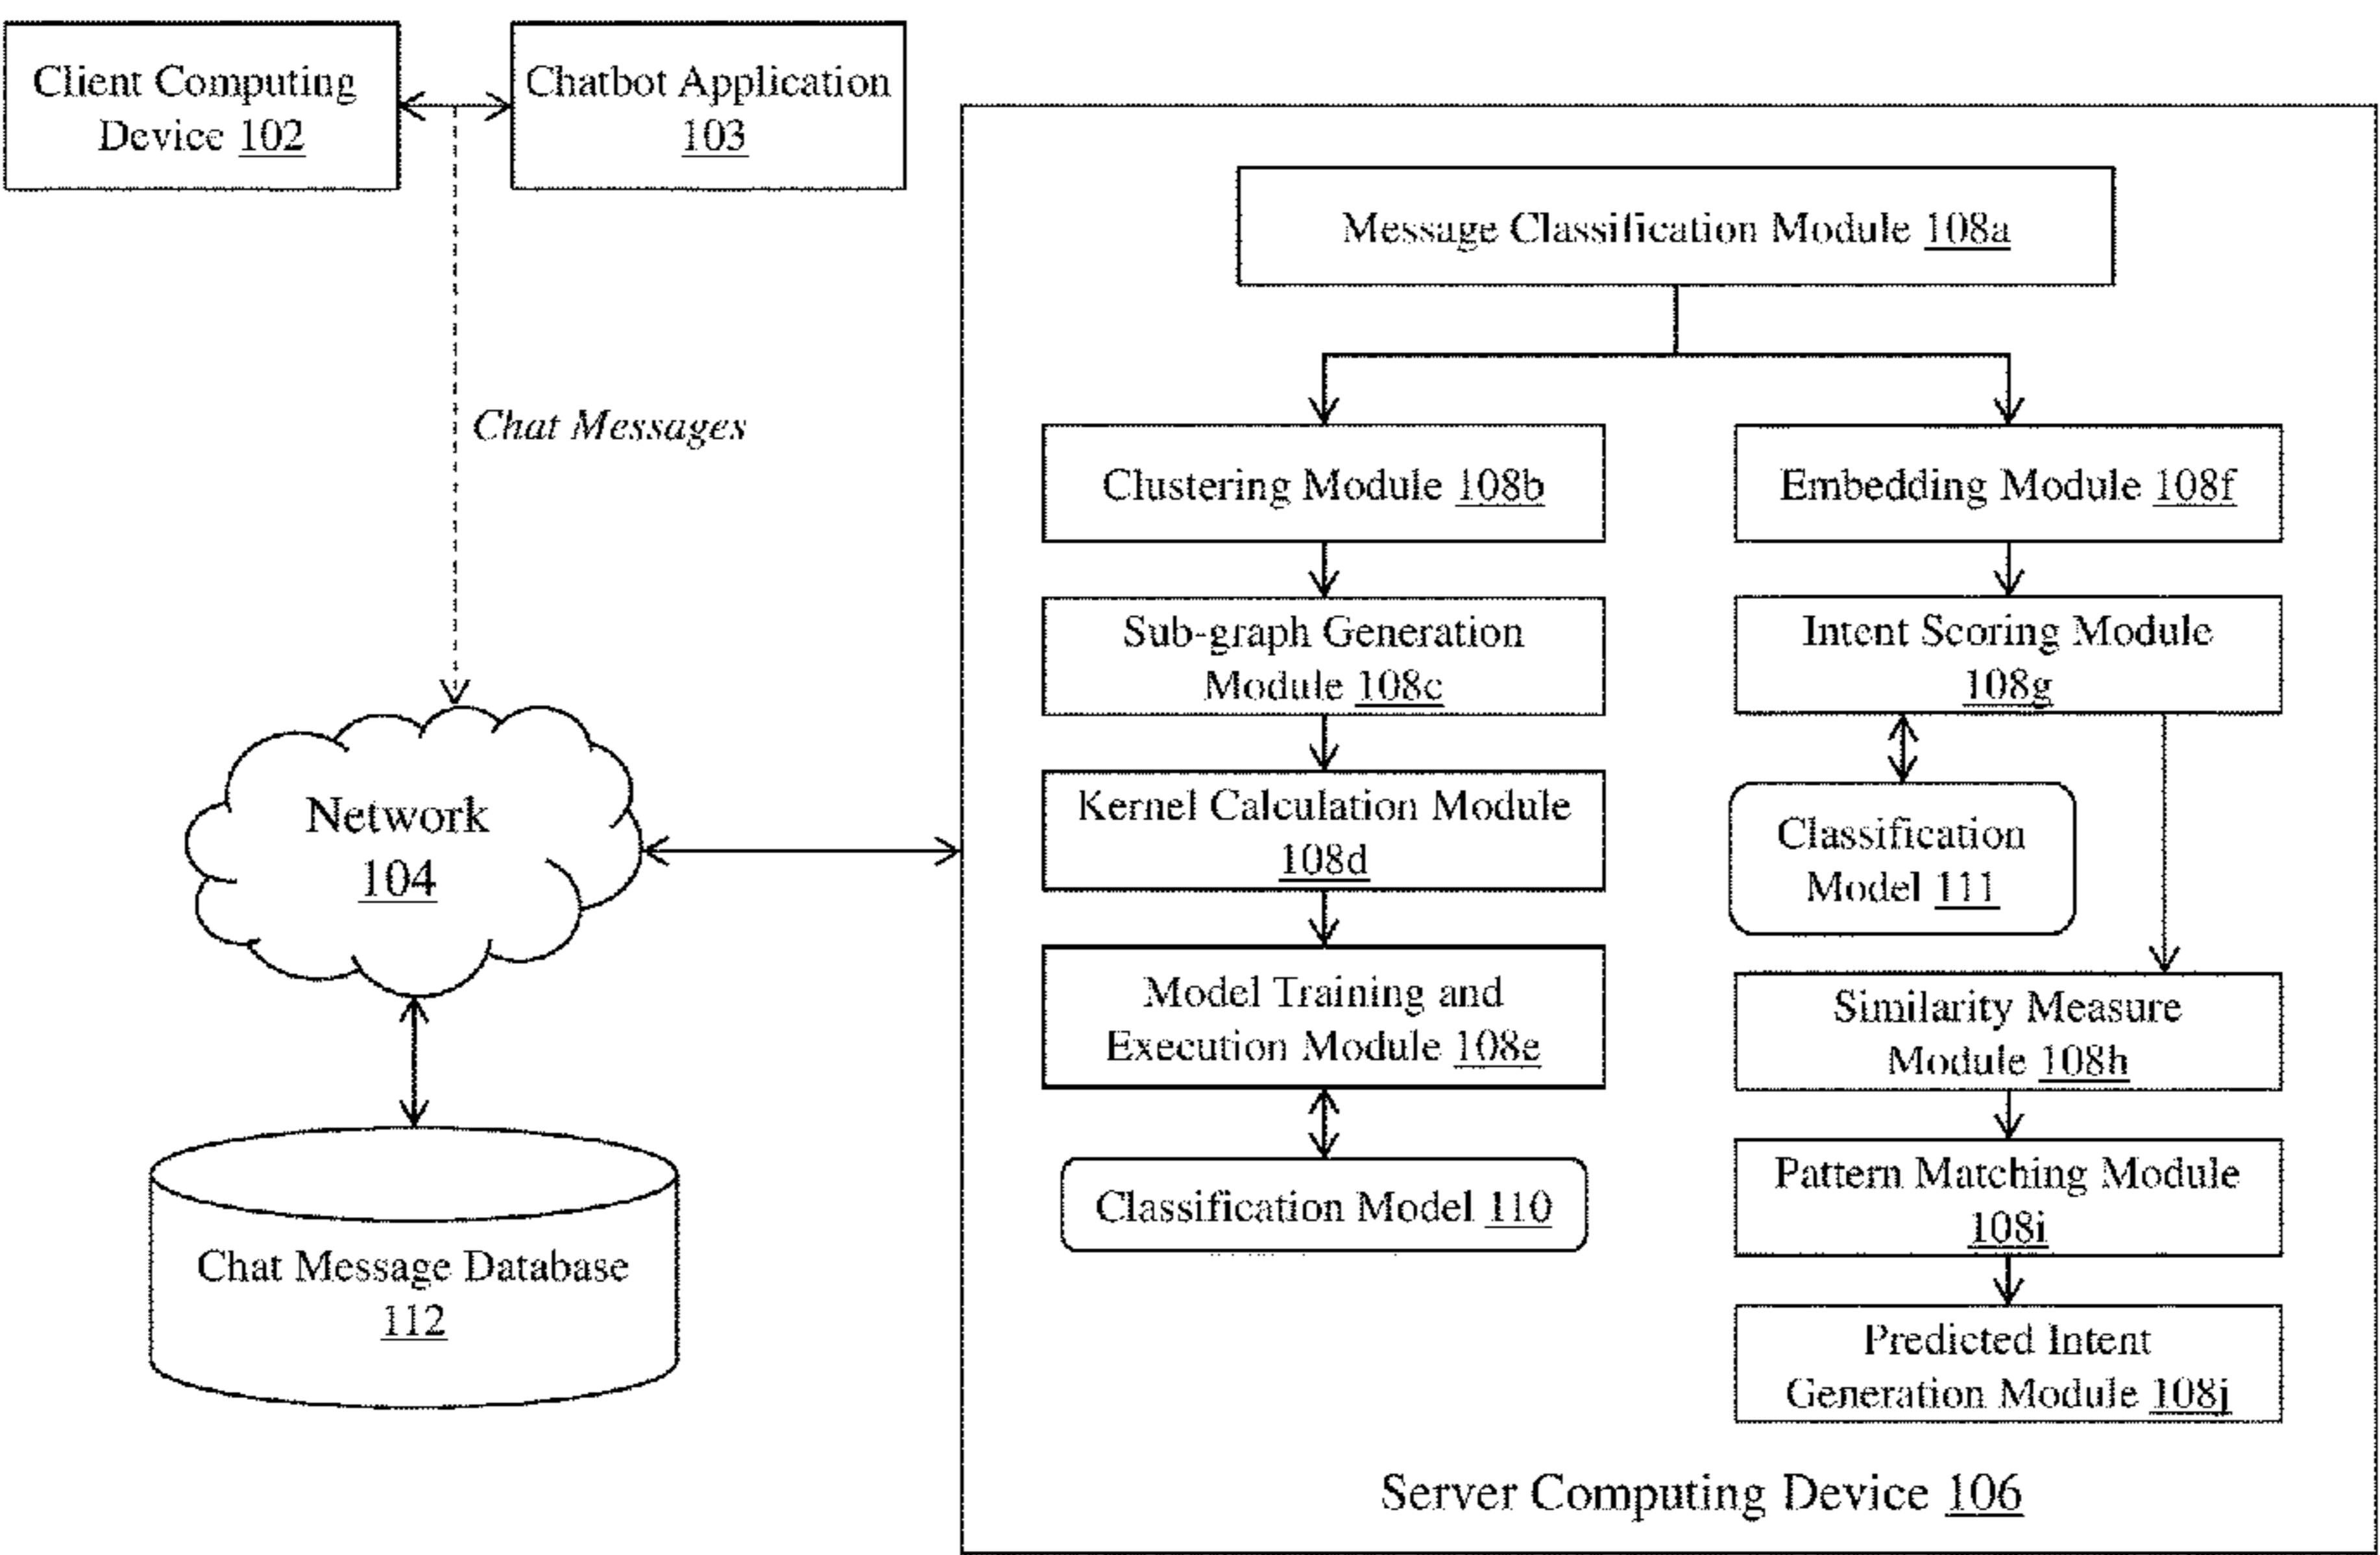 Client Computing
Device 102
Chatbot Application
103
Chat Messages
Network
104
Chat Message Database
112
Message Classification Module 108a
Clustering Module 108b
Sub-graph Generation
Module 108c
Kernel Calculation Module
108d
Model Training and
Execution Module 108e
Classification Model 110
Embedding Module 108f
Intent Scoring Module
108g
Classification
Model 111
Similarity Measure
Module 108h
Pattern Matching Module
108i
Predicted Intent
Generation Module 108j
Server Computing Device 106